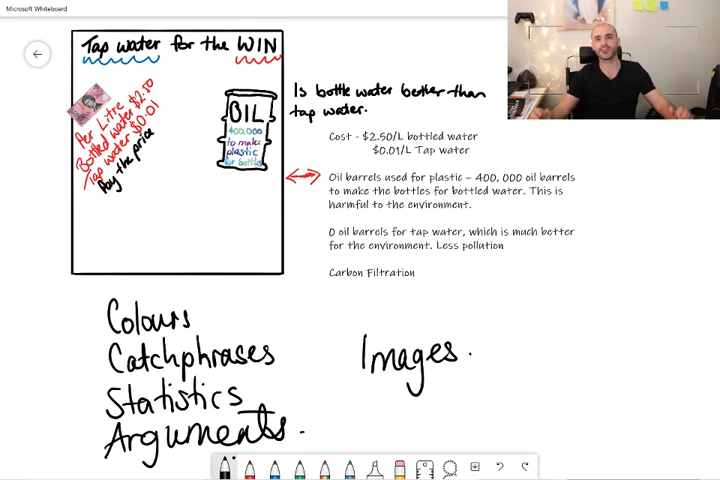 Microsoft Whiteboard
Tap water for the WIN
Per Litre
Bottled water $2.50
Tap water $0.01
Pay the price
OIL
400,000
to make
plastic
for bottles
Is bottle water better than
tap water.
Cost - $2.50/L bottled water
$0.01/L Tap water
Oil barrels used for plastic – 400, 000 oil barrels
to make the bottles for bottled water. This is
harmful to the environment.
0 oil barrels for tap water, which is much better
for the environment. Less pollution
Carbon Filtration
Colours
Catchphrases
Statistics
Arguments.
Images.